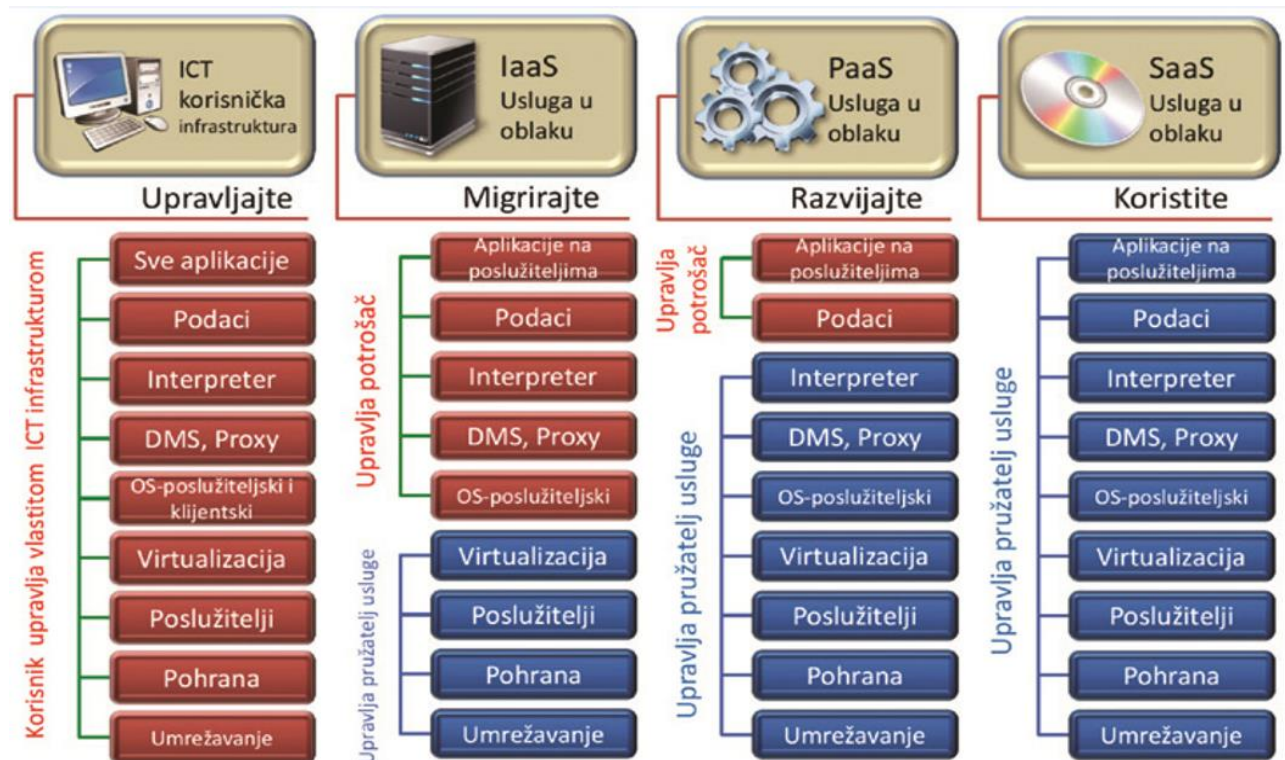 ICT
korisnička
infrastruktura
Upravljajte
Korisnik upravlja vlastitom ICT infrastrukturom
Sve aplikacije
Podaci
Interpreter
DMS, Proxy
OS-poslužiteljski i
klijentski
Virtualizacija
Poslužitelji
Pohrana
Umrežavanje
IaaS
Usluga u
oblaku
Migrirajte
Upravlja potrošač
Aplikacije na
poslužiteljima
Podaci
Interpreter
DMS, Proxy
OS-poslužiteljski
Upravlja pružatelj usluge
Virtualizacija
Poslužitelji
Pohrana
Umrežavanje
PaaS
Usluga u
oblaku
Razvijajte
Upravlja
potrošač
Aplikacije na
poslužiteljima
Podaci
Upravlja pružatelj usluge
Interpreter
DMS, Proxy
OS-poslužiteljski
Virtualizacija
Poslužitelji
Pohrana
Umrežavanje
SaaS
Usluga u
oblaku
Koristite
Upravlja pružatelj usluge
Aplikacije na
poslužiteljima
Podaci
Interpreter
DMS, Proxy
OS-poslužiteljski
Virtualizacija
Poslužitelji
Pohrana
Umrežavanje